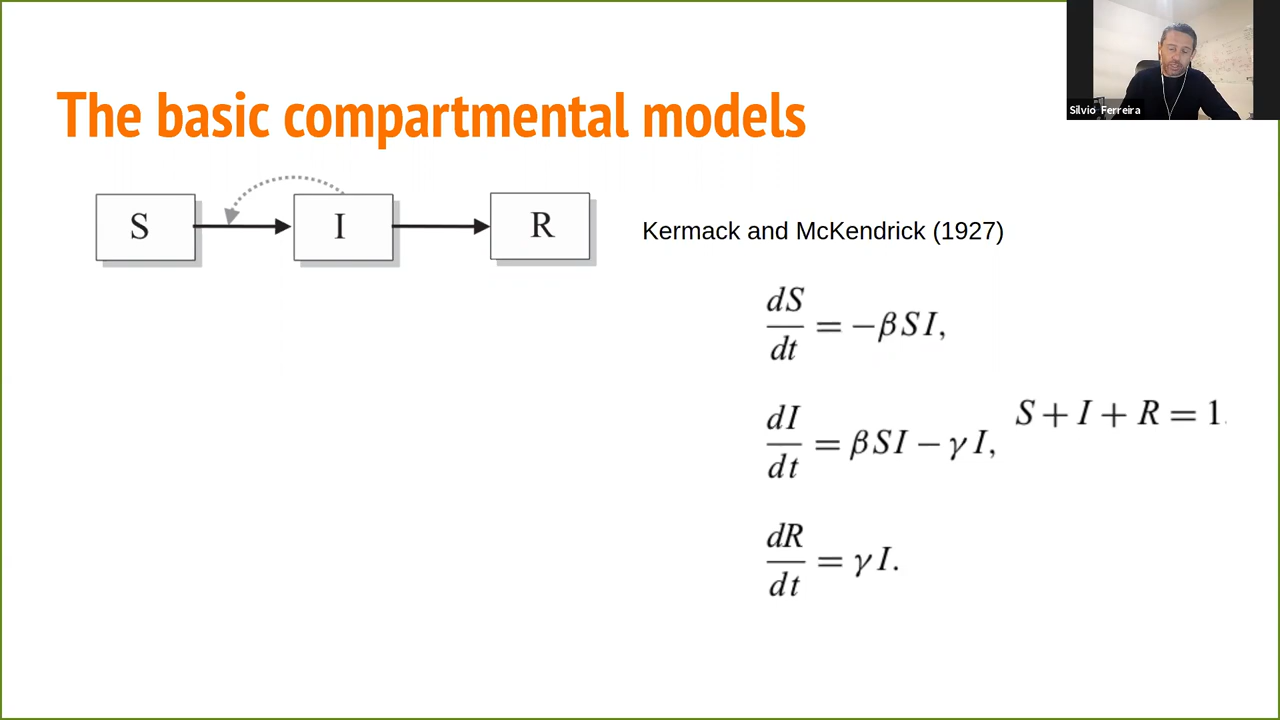 Silvio Ferreira
The basic compartmental models
S I R
Kermack and McKendrick (1927)
dS/dt = −βSI,
dI/dt = βSI − γI,
S + I + R = 1.
dR/dt = γI.